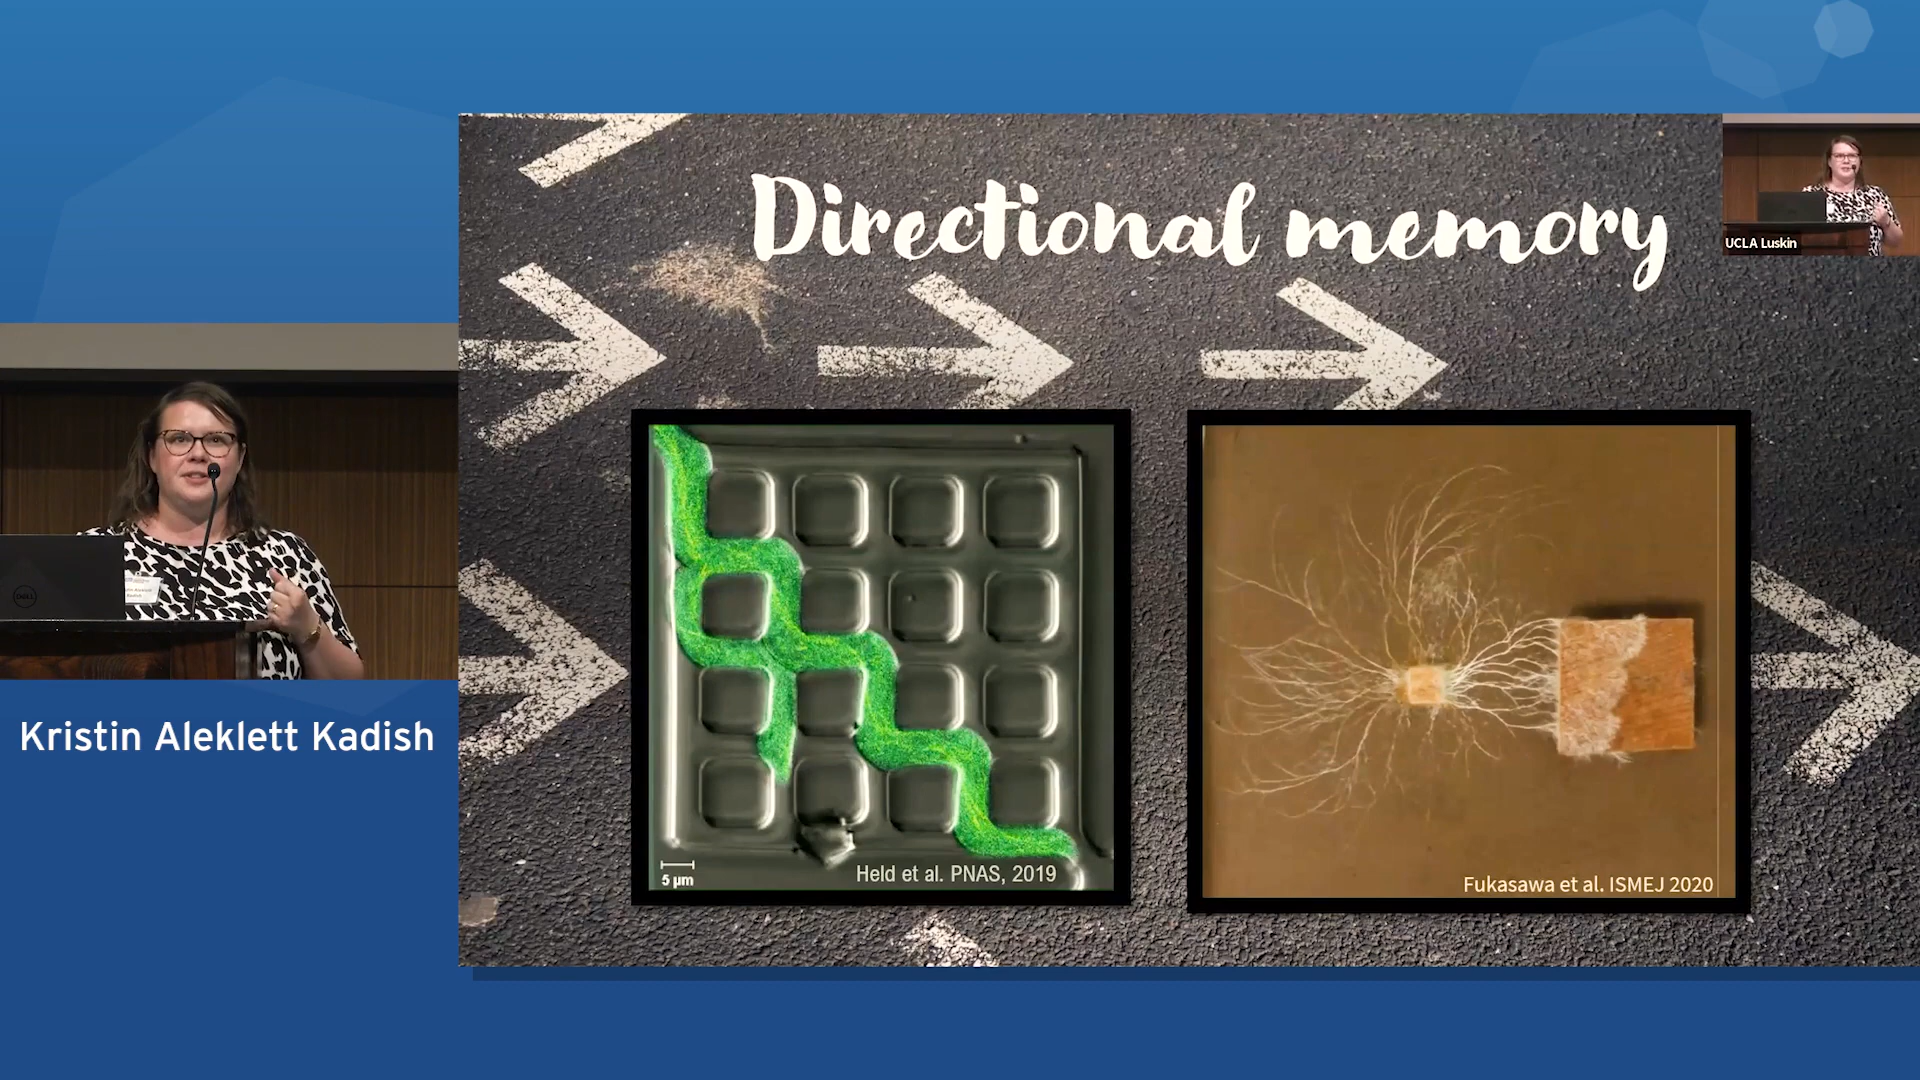 Directional memory
UCLA Luskin
DELL
Kristin Aleklett Kadish
5 µm
Held et al. PNAS, 2019
Fukasawa et al. ISMEJ 2020